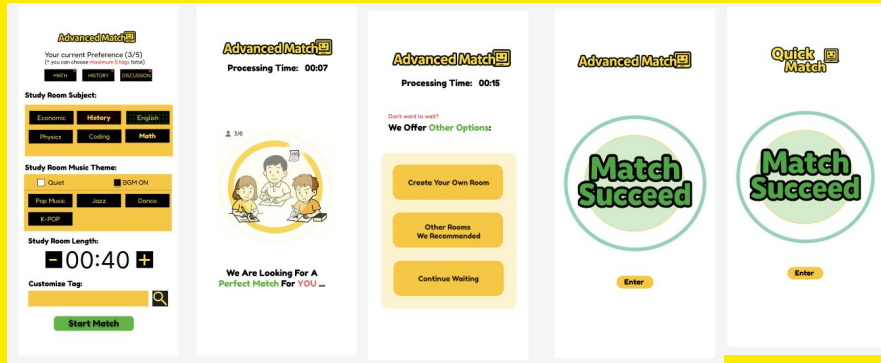 Advanced Match
Your current Preference (3/5)
(* you can choose maximum 5 tags total)
MATH HISTORY DISCUSSION
Study Room Subject:
Economic History English
Physics Coding Math
Study Room Music Theme:
Quiet BGM ON
Pop Music Jazz Dance
K-POP
Study Room Length:
- 00:40 +
Customize Tag:
Start Match
Advanced Match
Processing Time: 00:07
3/6
We Are Looking For A
Perfect Match For YOU ...
Advanced Match
Processing Time: 00:15
Don't want to wait?
We Offer Other Options:
Create Your Own Room
Other Rooms
We Recommended
Continue Waiting
Advanced Match
Match
Succeed
Enter
Quick
Match
Match
Succeed
Enter